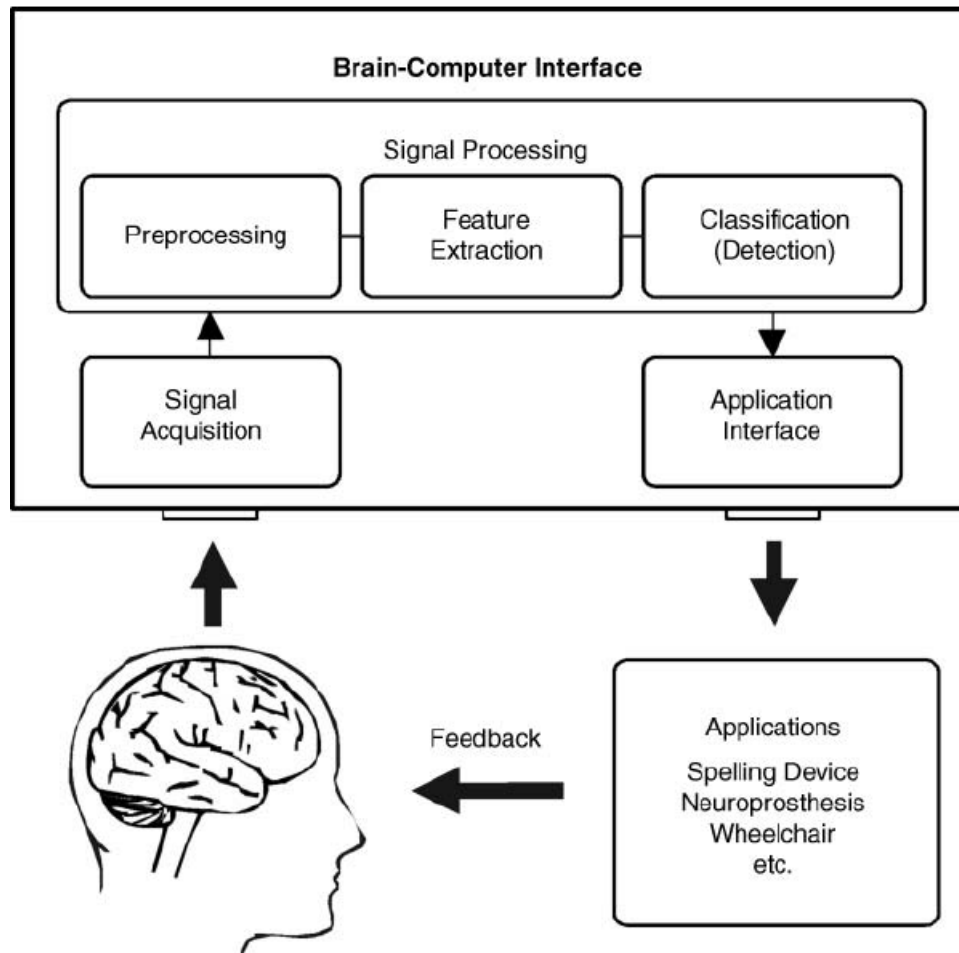 Brain-Computer Interface
Signal Processing
Preprocessing
Feature
Extraction
Classification
(Detection)
Signal
Acquisition
Application
Interface
Feedback
Applications
Spelling Device
Neuroprosthesis
Wheelchair
etc.